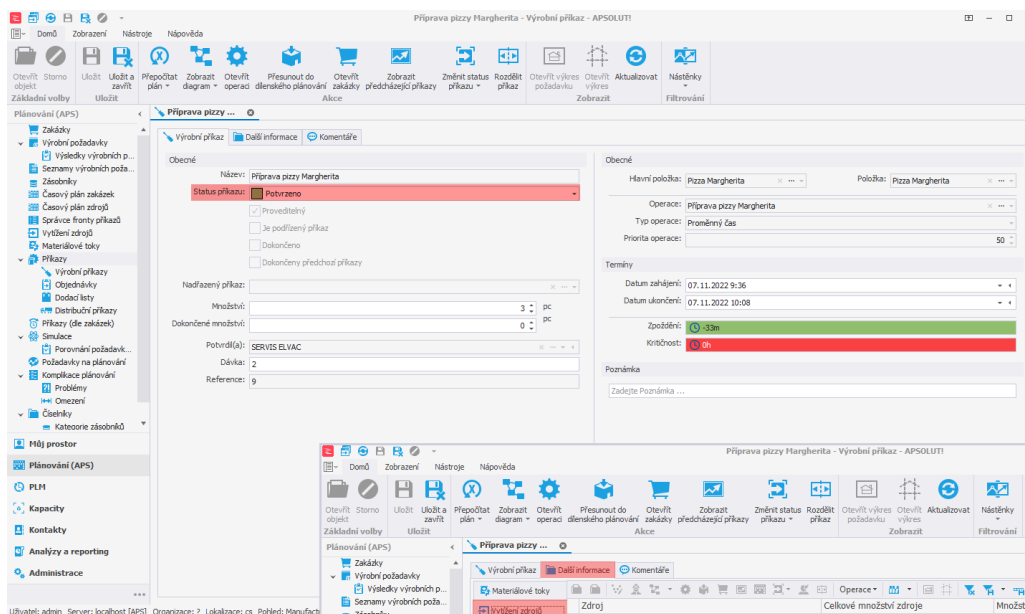 Příprava pizzy Margherita - Výrobní příkaz - APSOLUT!
Domů Zobrazení Nástroje Nápověda
Otevřít objekt Storno Uložit Uložit a zavřít Přepočítat plán Zobrazit diagram Otevřít operaci Přesunout do dílenského plánování Otevřít zakázky Zobrazit předcházející příkazy Změnit status příkazu Rozdělit příkaz Otevřít výkres požadavku Otevřít výkres Aktualizovat Nástěnky
Základní volby Uložit Akce Zobrazit Filtrování
Plánování (APS)
Zakázky
Výrobní požadavky
Výsledky výrobních p...
Seznamy výrobních poža...
Zásobníky
Časový plán zakázek
Časový plán zdrojů
Správce fronty příkazů
Vytížení zdrojů
Materiálové toky
Příkazy
Výrobní příkazy
Objednávky
Dodací listy
Distribuční příkazy
Příkazy (dle zakázek)
Simulace
Porovnání požadavk...
Požadavky na plánování
Komplikace plánování
Problémy
Omezení
Číselníky
Kategorie zásobníků
Můj prostor
Plánování (APS)
PLM
Kapacity
Kontakty
Analýzy a reporting
Administrace
Uživatel: admin Server: localhost [APS] Organizace: ? Lokalizace: cs Pohled: Manufact
Příprava pizzy ...
Výrobní příkaz Další informace Komentáře
Obecné
Název: Příprava pizzy Margherita
Status příkazu: Potvrzeno
Proveditelný
Je podřízený příkaz
Dokončeno
Dokončeny předchozí příkazy
Nadřazený příkaz:
Množství: 3 pc
Dokončené množství: 0 pc
Potvrdil(a): SERVIS ELVAC
Dávka: 2
Reference: 9
Obecné
Hlavní položka: Pizza Margherita Položka: Pizza Margherita
Operace: Příprava pizzy Margherita
Typ operace: Proměnný čas
Priorita operace: 50
Termíny
Datum zahájení: 07.11.2022 9:36
Datum ukončení: 07.11.2022 10:08
Zpoždění: -33m
Kritičnost: 0h
Poznámka
Zadejte Poznámka ...
Příprava pizzy Margherita - Výrobní příkaz - APSOLUT!
Domů Zobrazení Nástroje Nápověda
Otevřít objekt Storno Uložit Uložit a zavřít Přepočítat plán Zobrazit diagram Otevřít operaci Přesunout do dílenského plánování Otevřít zakázky Zobrazit předcházející příkazy Změnit status příkazu Rozdělit příkaz Otevřít výkres požadavku Otevřít výkres Aktualizovat Nástěnky
Základní volby Uložit Akce Zobrazit Filtrování
Plánování (APS)
Zakázky
Výrobní požadavky
Výsledky výrobních p...
Seznamy výrobních poža...
Příprava pizzy ...
Výrobní příkaz Další informace Komentáře
Materiálové toky Operace
Vytížení zdrojů Zdroj Celkové množství zdroje